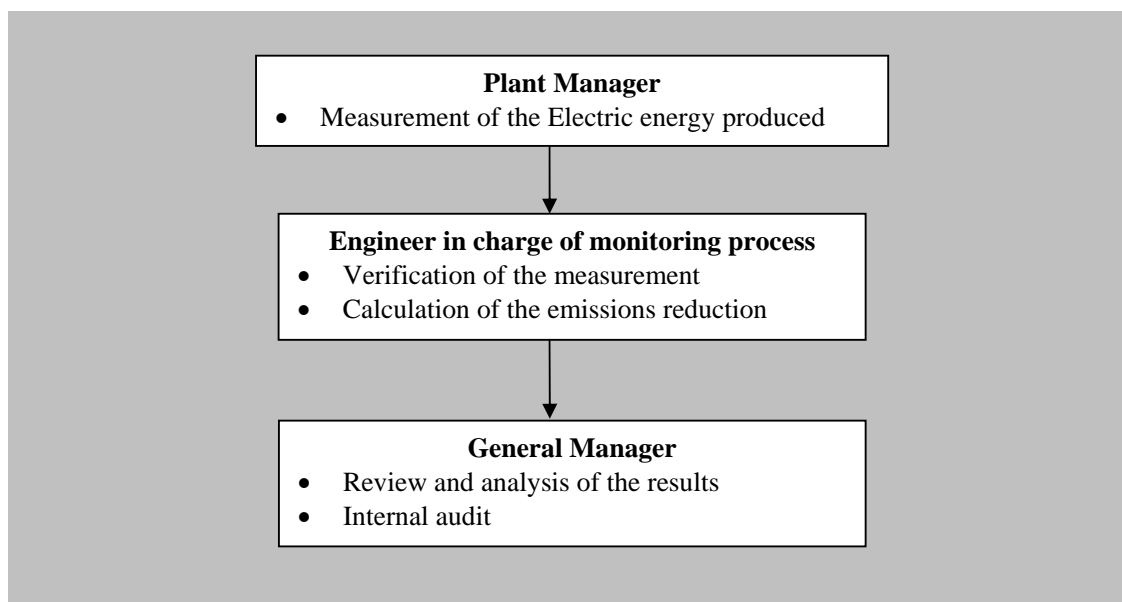 Plant Manager
• Measurement of the Electric energy produced
Engineer in charge of monitoring process
• Verification of the measurement
• Calculation of the emissions reduction
General Manager
• Review and analysis of the results
• Internal audit